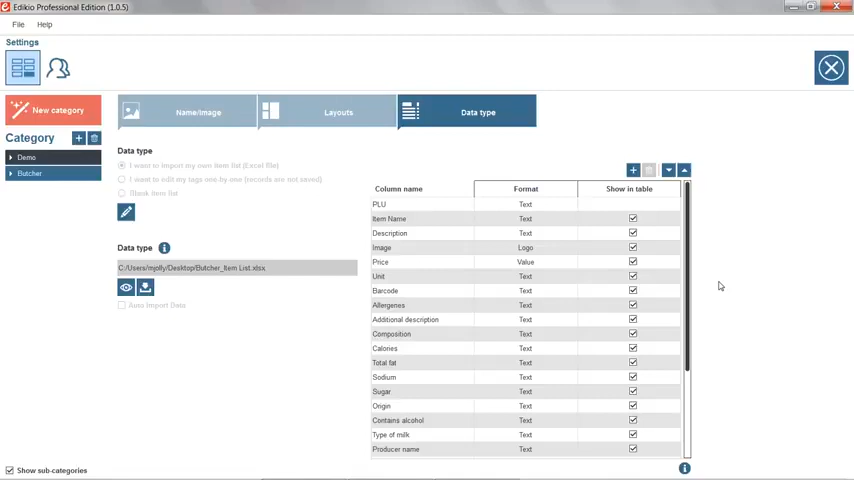 Edikio Professional Edition (1.0.5)
File Help
Settings
New category
Category
Demo
Butcher
Name/Image
Layouts
Data type
Data type
I want to import my own item list (Excel file)
I want to edit my tags one-by-one (records are not saved)
Blank item list
Data type
C:/Users/mjolly/Desktop/Butcher_Item List.xlsx
Auto Import Data
Column name Format Show in table
PLU Text
Item Name Text
Description Text
Image Logo
Price Value
Unit Text
Barcode Text
Allergenes Text
Additional description Text
Composition Text
Calories Text
Total fat Text
Sodium Text
Sugar Text
Origin Text
Contains alcohol Text
Type of milk Text
Producer name Text
Show sub-categories